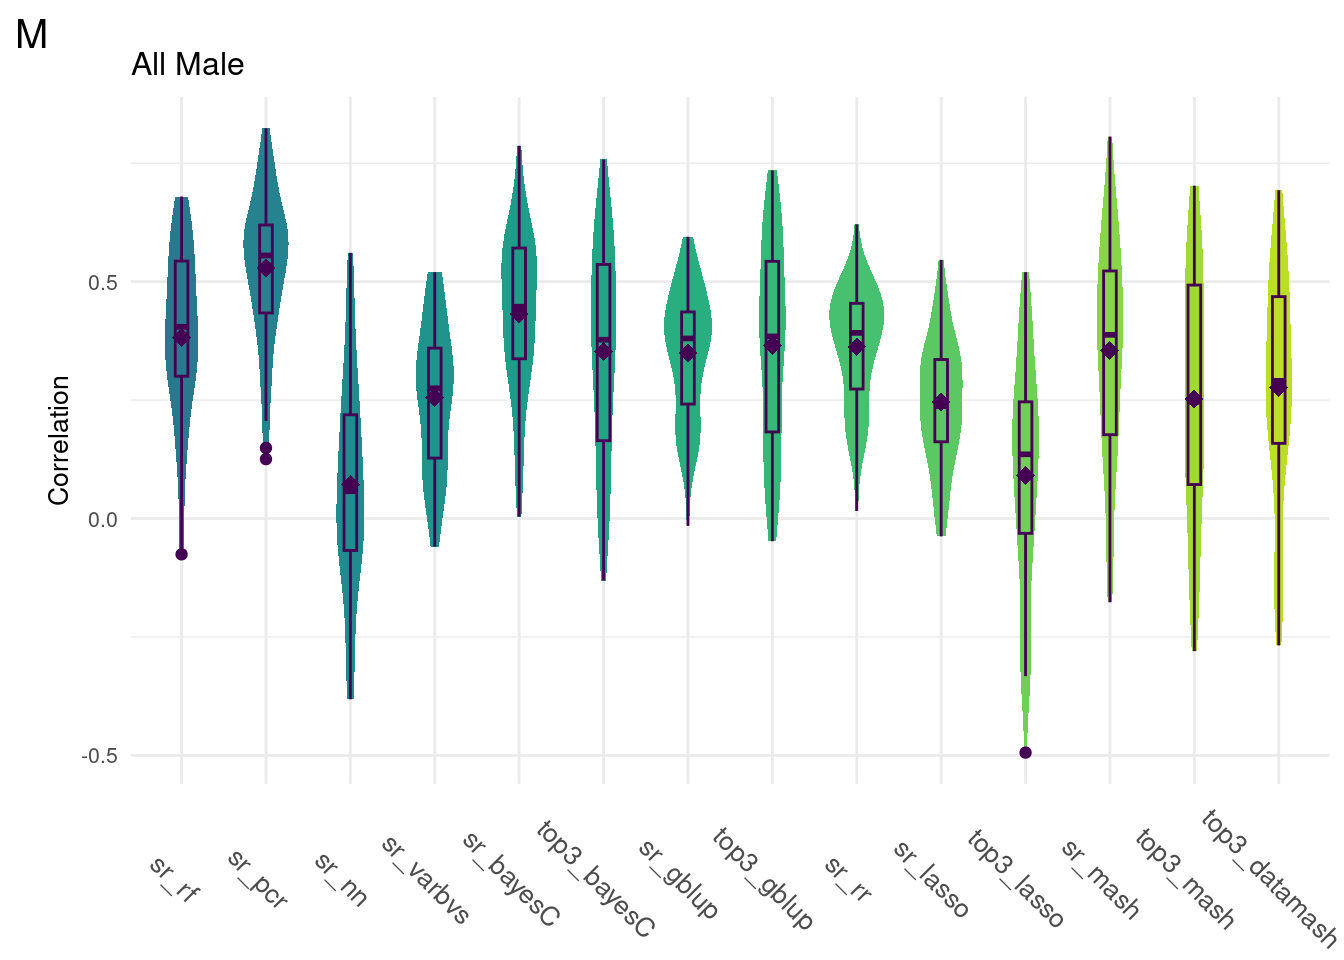 M
All Male
Correlation
0.5
0.0
-0.5
sr_rf
sr_pcr
sr_nn
sr_varbvs
sr_bayesC
top3_bayesC
sr_gblup
top3_gblup
sr_rr
sr_lasso
top3_lasso
sr_mash
top3_mash
top3_datamash